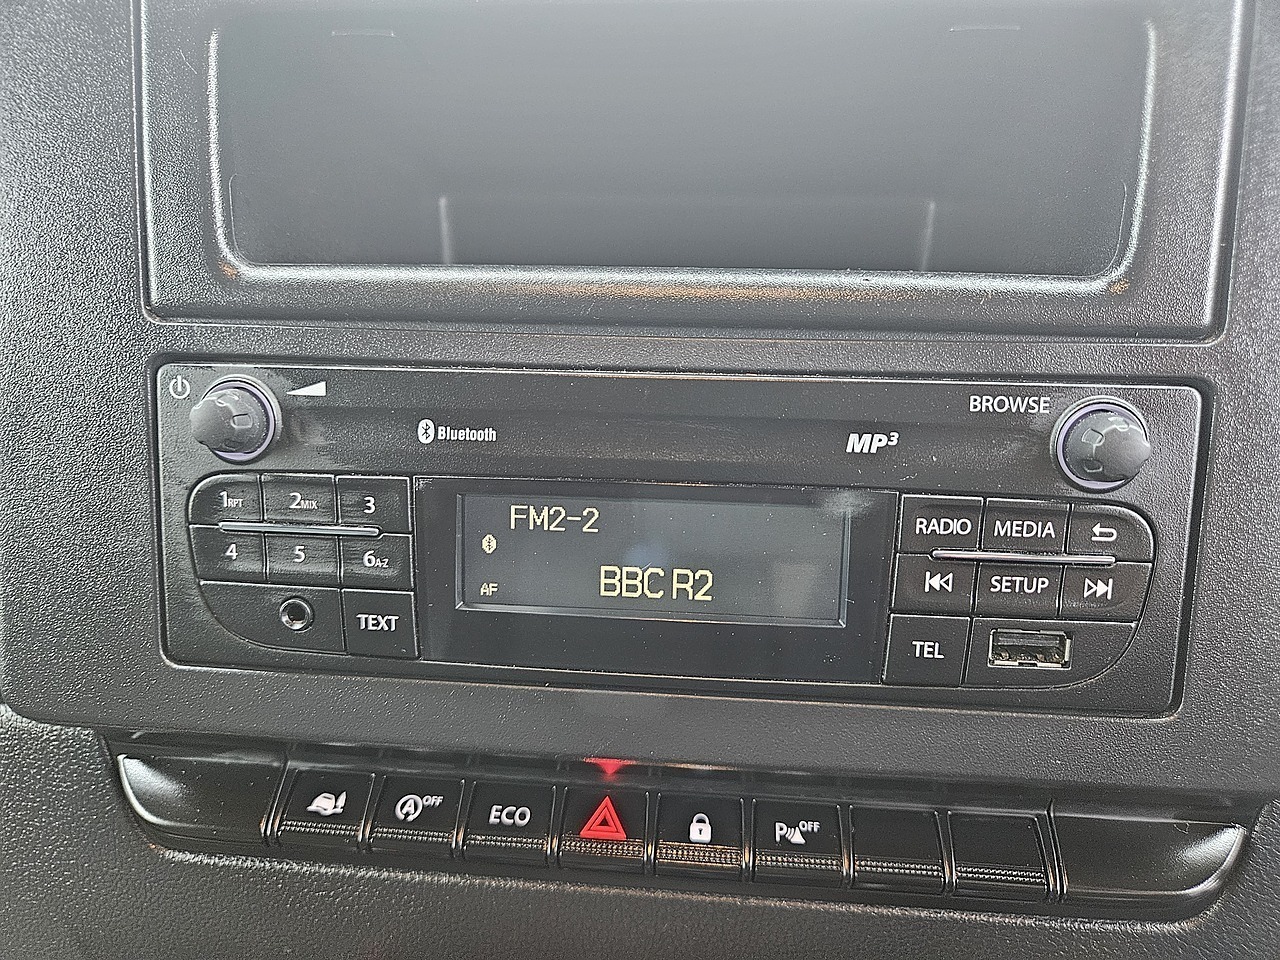 BROWSE
Bluetooth
MP3
1RPT 2MIX 3
4 5 6A-Z
TEXT
FM2-2
AF
BBC R2
RADIO MEDIA
SETUP
TEL
A OFF
ECO
P OFF